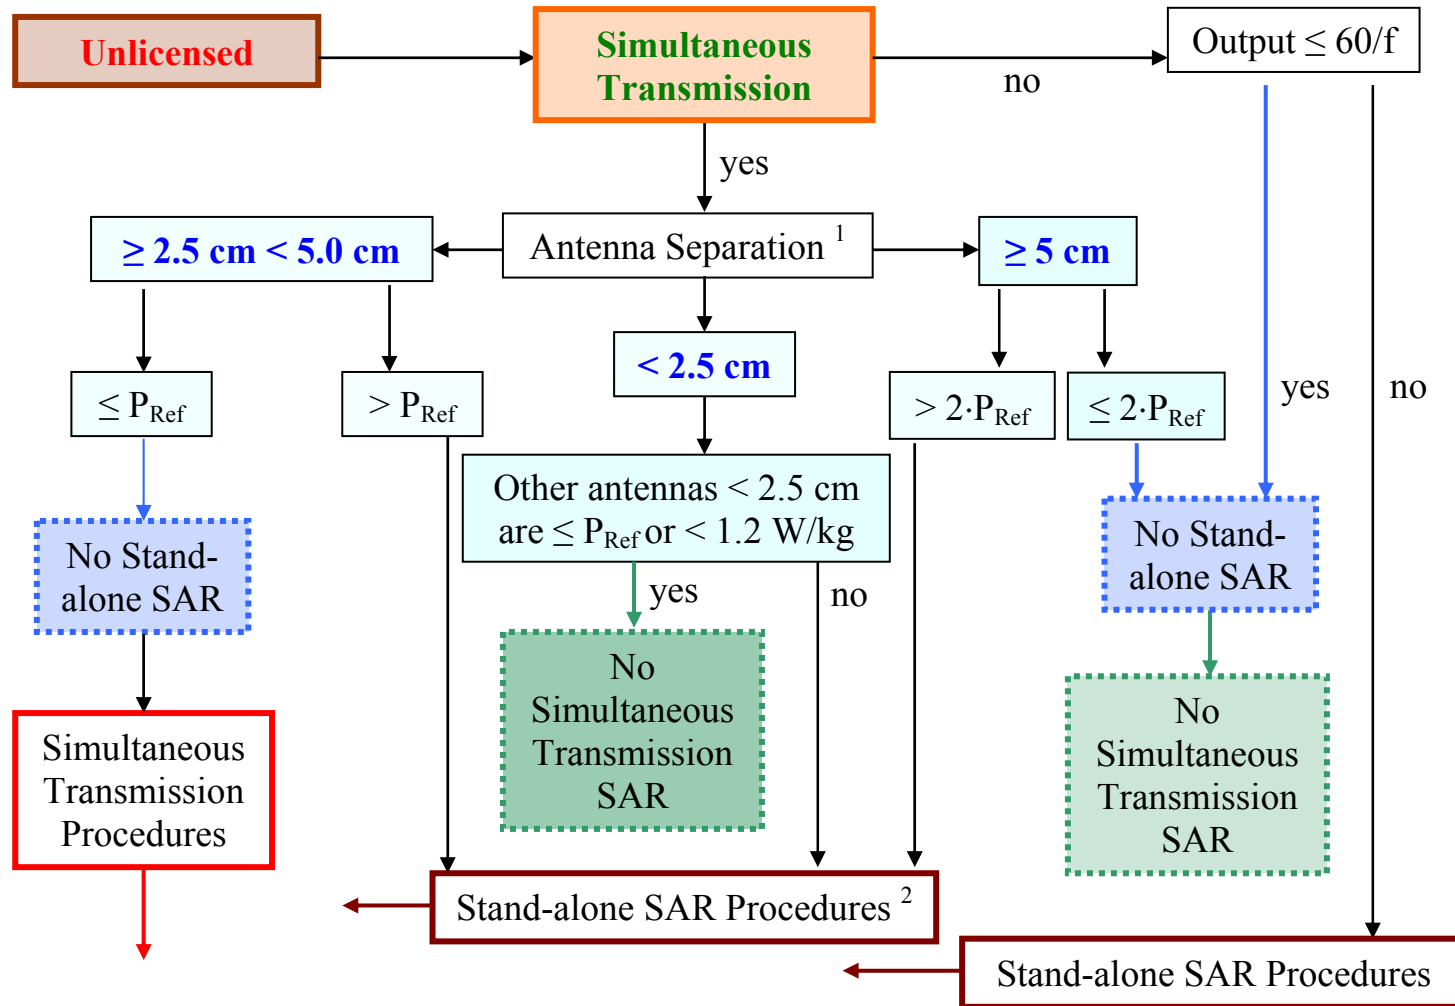 Unlicensed
Simultaneous
Transmission
no
Output ≤ 60/f
yes
≥ 2.5 cm < 5.0 cm
Antenna Separation 1
≥ 5 cm
< 2.5 cm
≤ PRef
> PRef
> 2·PRef
≤ 2·PRef
yes
no
Other antennas < 2.5 cm
are ≤ PRef or < 1.2 W/kg
No Stand-
alone SAR
yes
no
No Stand-
alone SAR
No
Simultaneous
Transmission
SAR
No
Simultaneous
Transmission
SAR
Simultaneous
Transmission
Procedures
Stand-alone SAR Procedures 2
Stand-alone SAR Procedures